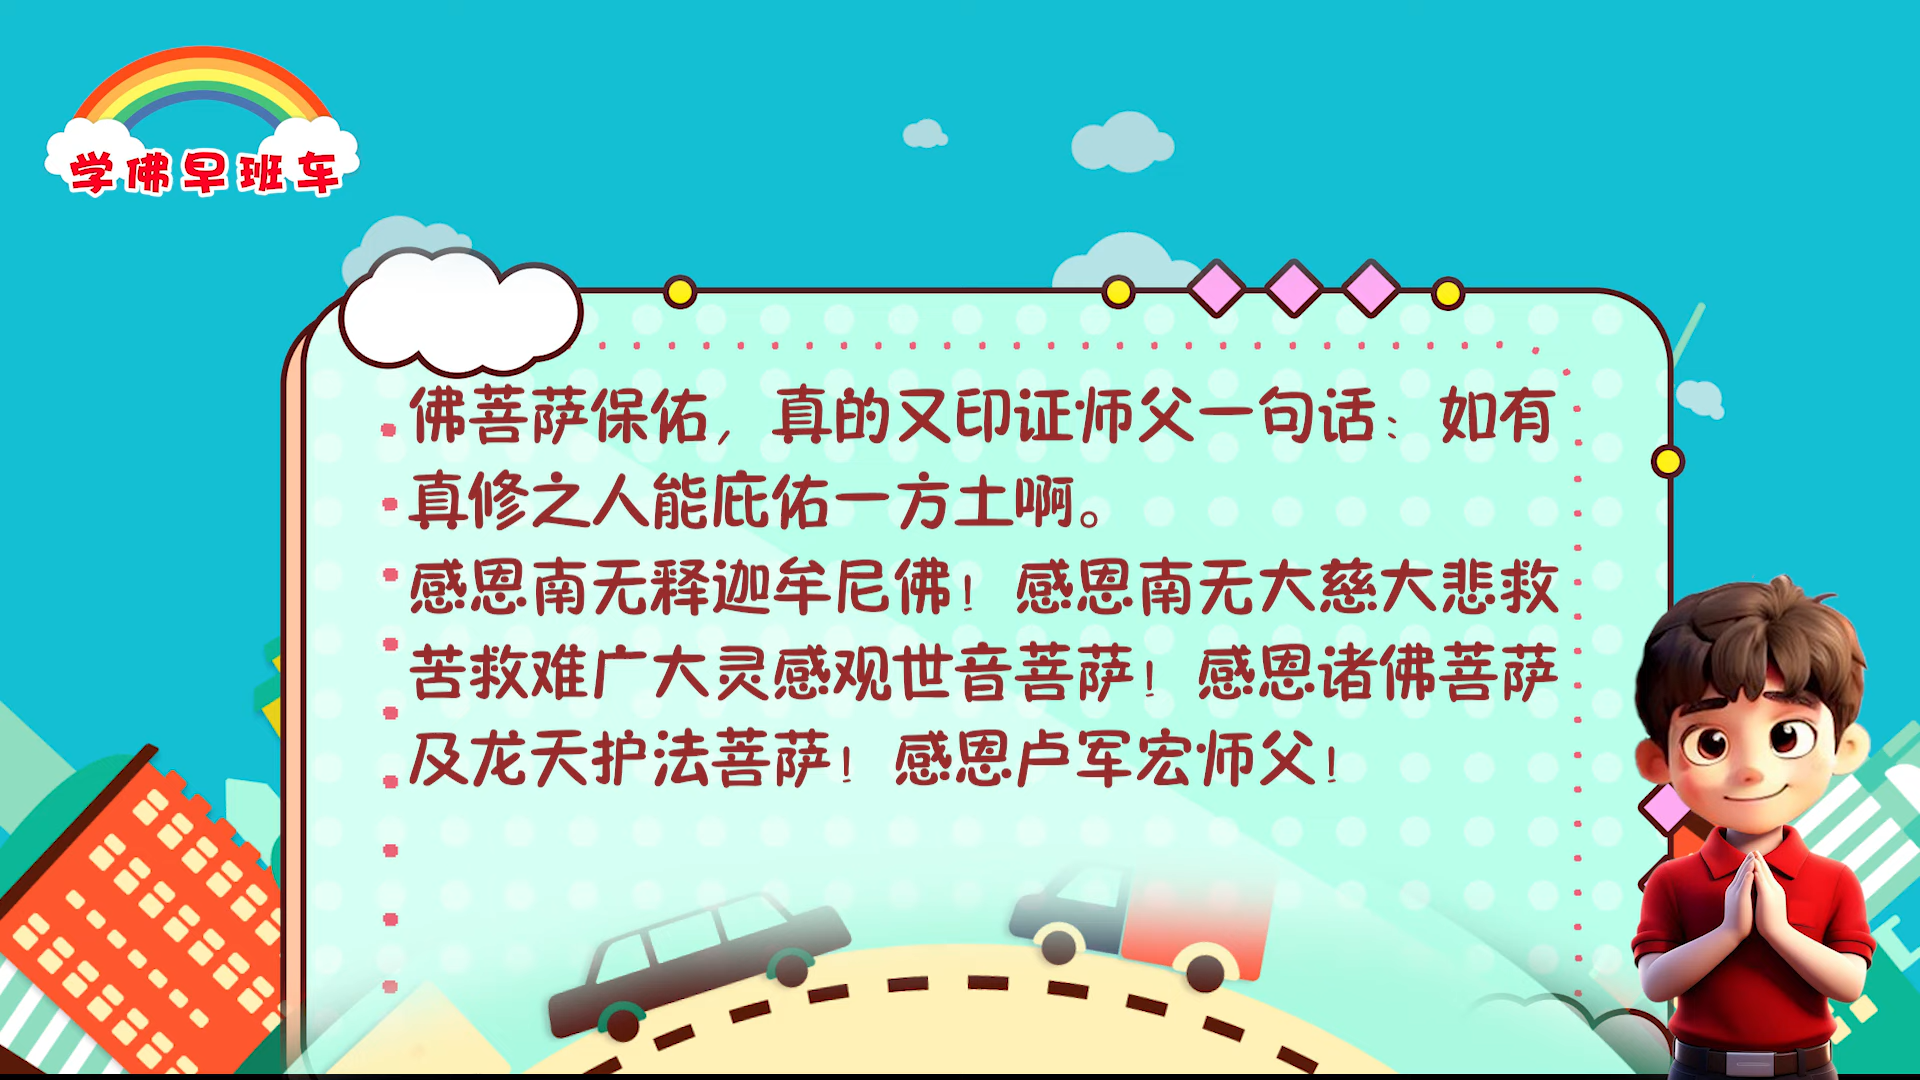 学佛早班车
佛菩萨保佑，真的又印证师父一句话：如有
真修之人能庇佑一方土啊。
感恩南无释迦牟尼佛！感恩南无大慈大悲救
苦救难广大灵感观世音菩萨！感恩诸佛菩萨
及龙天护法菩萨！感恩卢军宏师父！